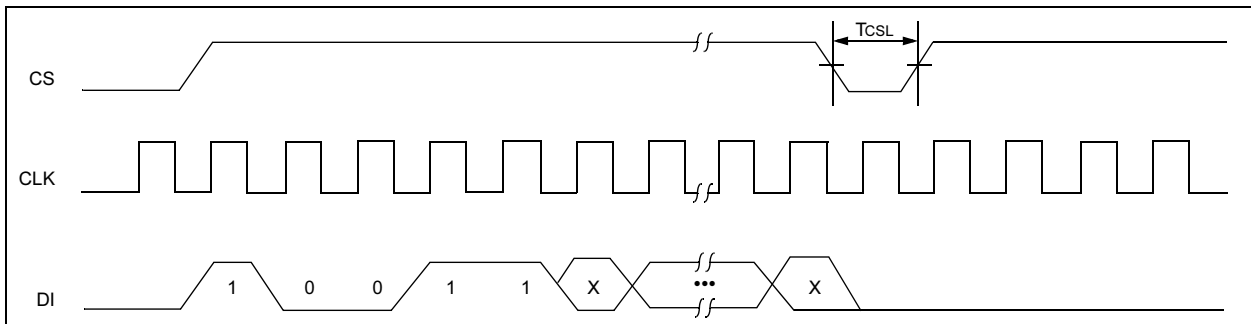 TCSL
CS
CLK
DI
1 0 0 1 1 X ••• X